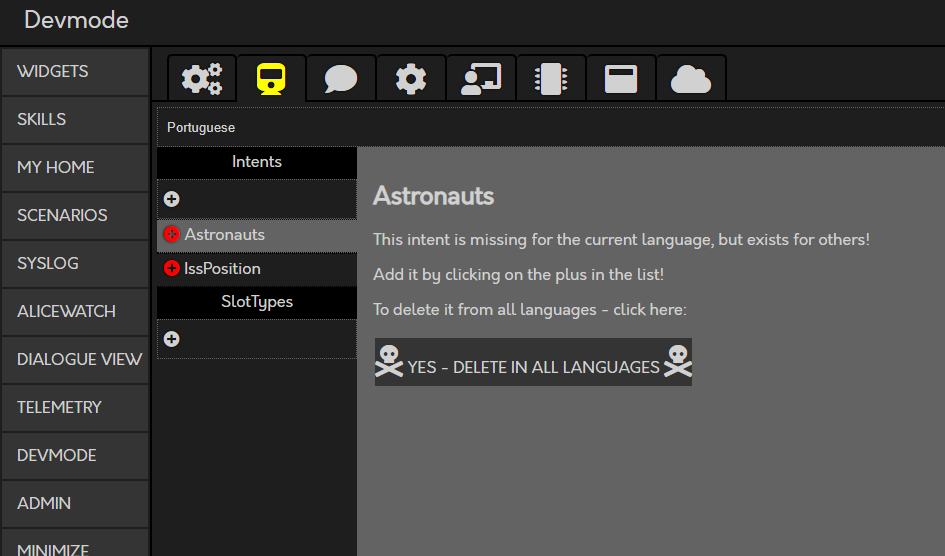 Devmode
WIDGETS
SKILLS
MY HOME
SCENARIOS
SYSLOG
ALICEWATCH
DIALOGUE VIEW
TELEMETRY
DEVMODE
ADMIN
MINIMIZE
Portuguese
Intents
Astronauts
IssPosition
SlotTypes
Astronauts
This intent is missing for the current language, but exists for others!
Add it by clicking on the plus in the list!
To delete it from all languages - click here:
YES - DELETE IN ALL LANGUAGES